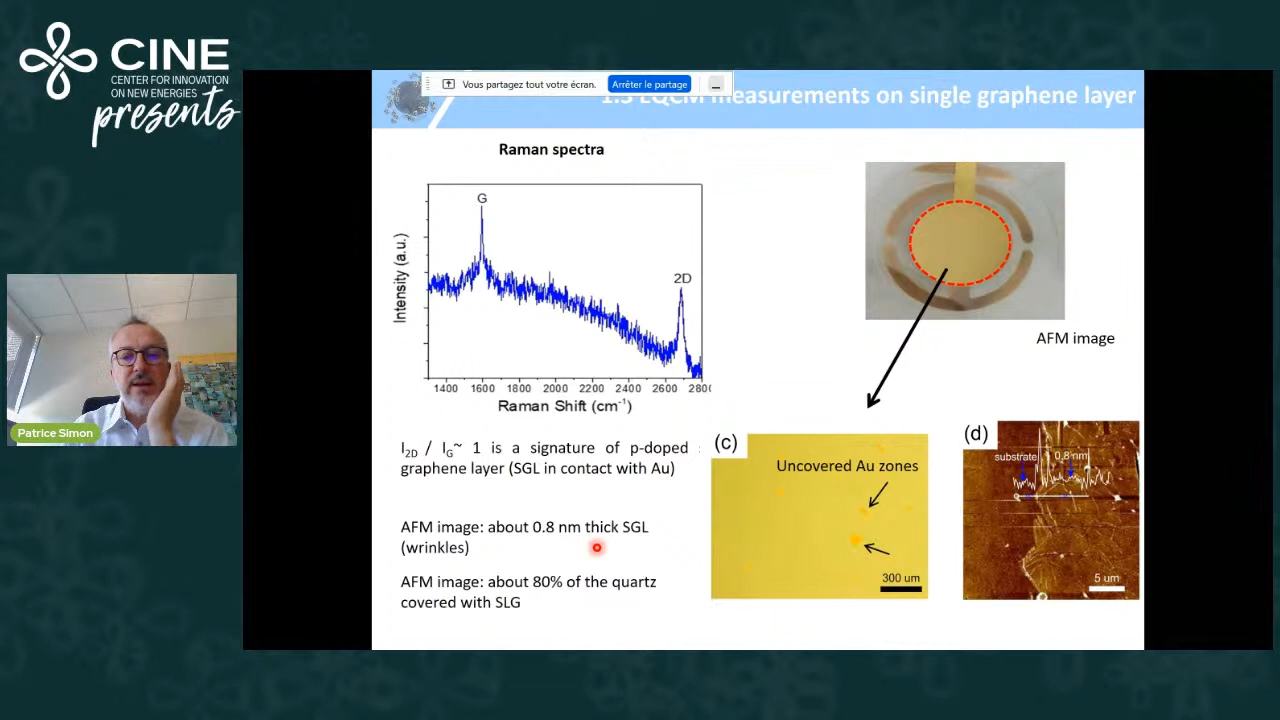 CINE
CENTER FOR INNOVATION
ON NEW ENERGIES
presents
Vous partagez tout votre écran.
Arrêter le partage
EQCM measurements on single graphene layer
Raman spectra
G
2D
Intensity (a.u.)
1400 1600 1800 2000 2200 2400 2600 2800
Raman Shift (cm-1)
AFM image
I2D / IG~ 1 is a signature of p-doped
graphene layer (SGL in contact with Au)
AFM image: about 0.8 nm thick SGL
(wrinkles)
AFM image: about 80% of the quartz
covered with SLG
(c)
Uncovered Au zones
300 um
(d)
substrate
0.8 nm
5 um
Patrice Simon